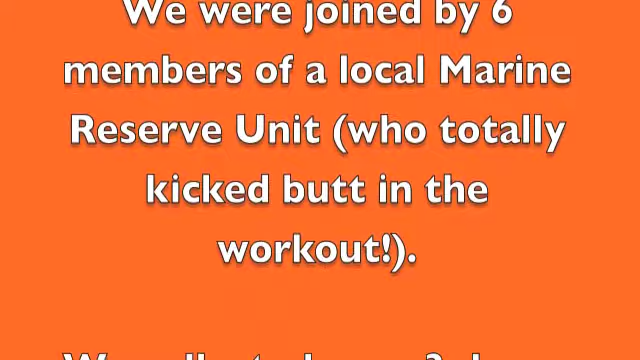 We were joined by 6
members of a local Marine
Reserve Unit (who totally
kicked butt in the
workout!).